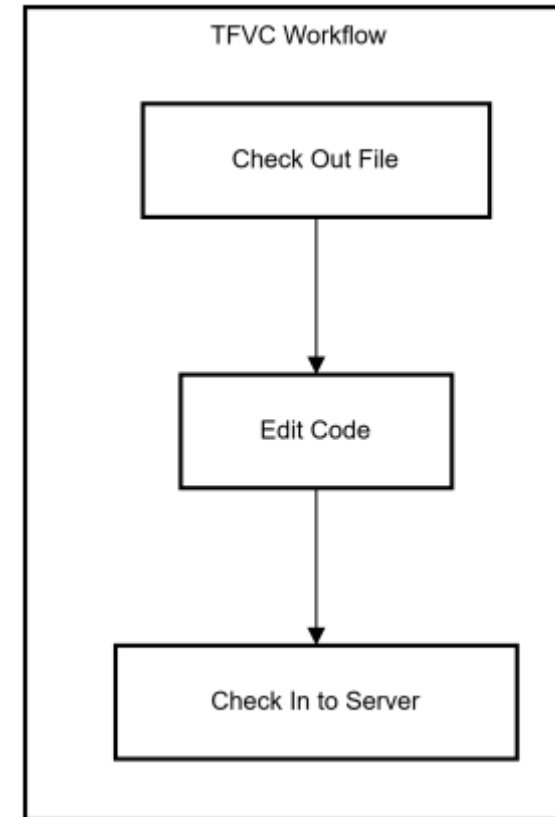 TFVC Workflow
Check Out File
Edit Code
Check In to Server